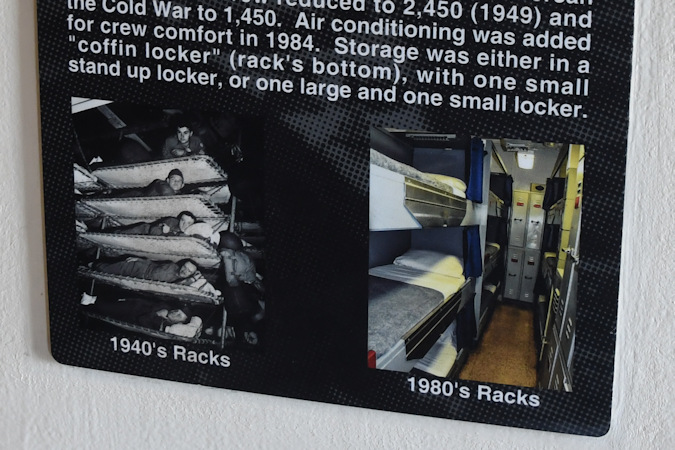 reduced to 2,450 (1949) and
the Cold War to 1,450. Air conditioning was added
for crew comfort in 1984. Storage was either in a
"coffin locker" (rack's bottom), with one small
stand up locker, or one large and one small locker.
1940's Racks
1980's Racks